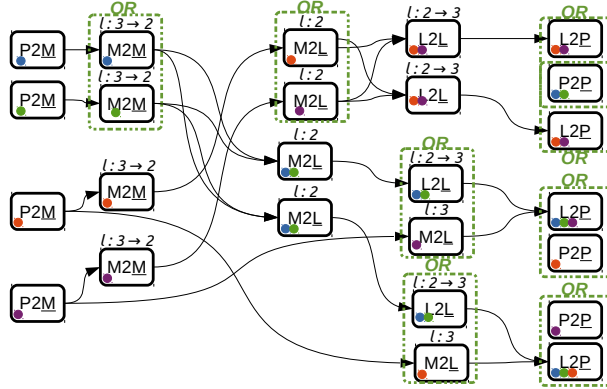 OR
l : 3 → 2
P2M
M2M
l : 3 → 2
P2M
M2M
P2M
l : 3 → 2
M2M
l : 3 → 2
M2M
P2M
OR
l : 2
M2L
l : 2
M2L
l : 2
M2L
l : 2
M2L
l : 2 → 3
L2L
l : 2 → 3
L2L
OR
l : 2 → 3
L2L
l : 3
M2L
OR
l : 2 → 3
L2L
l : 3
M2L
OR
L2P
P2P
L2P
OR
OR
L2P
P2P
OR
P2P
L2P